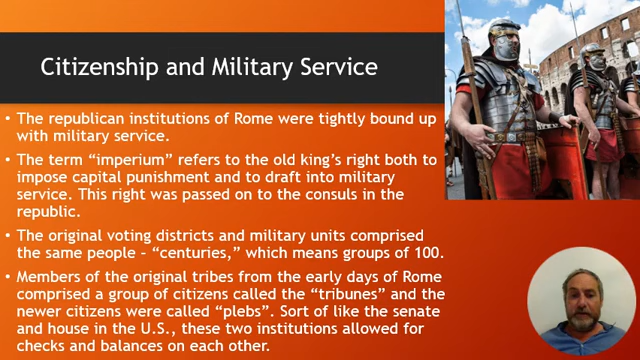 Citizenship and Military Service
• The republican institutions of Rome were tightly bound up
with military service.
• The term “imperium” refers to the old king’s right both to
impose capital punishment and to draft into military
service. This right was passed on to the consuls in the
republic.
• The original voting districts and military units comprised
the same people – “centuries,” which means groups of 100.
• Members of the original tribes from the early days of Rome
comprised a group of citizens called the “tribunes” and the
newer citizens were called “plebs”. Sort of like the senate
and house in the U.S., these two institutions allowed for
checks and balances on each other.